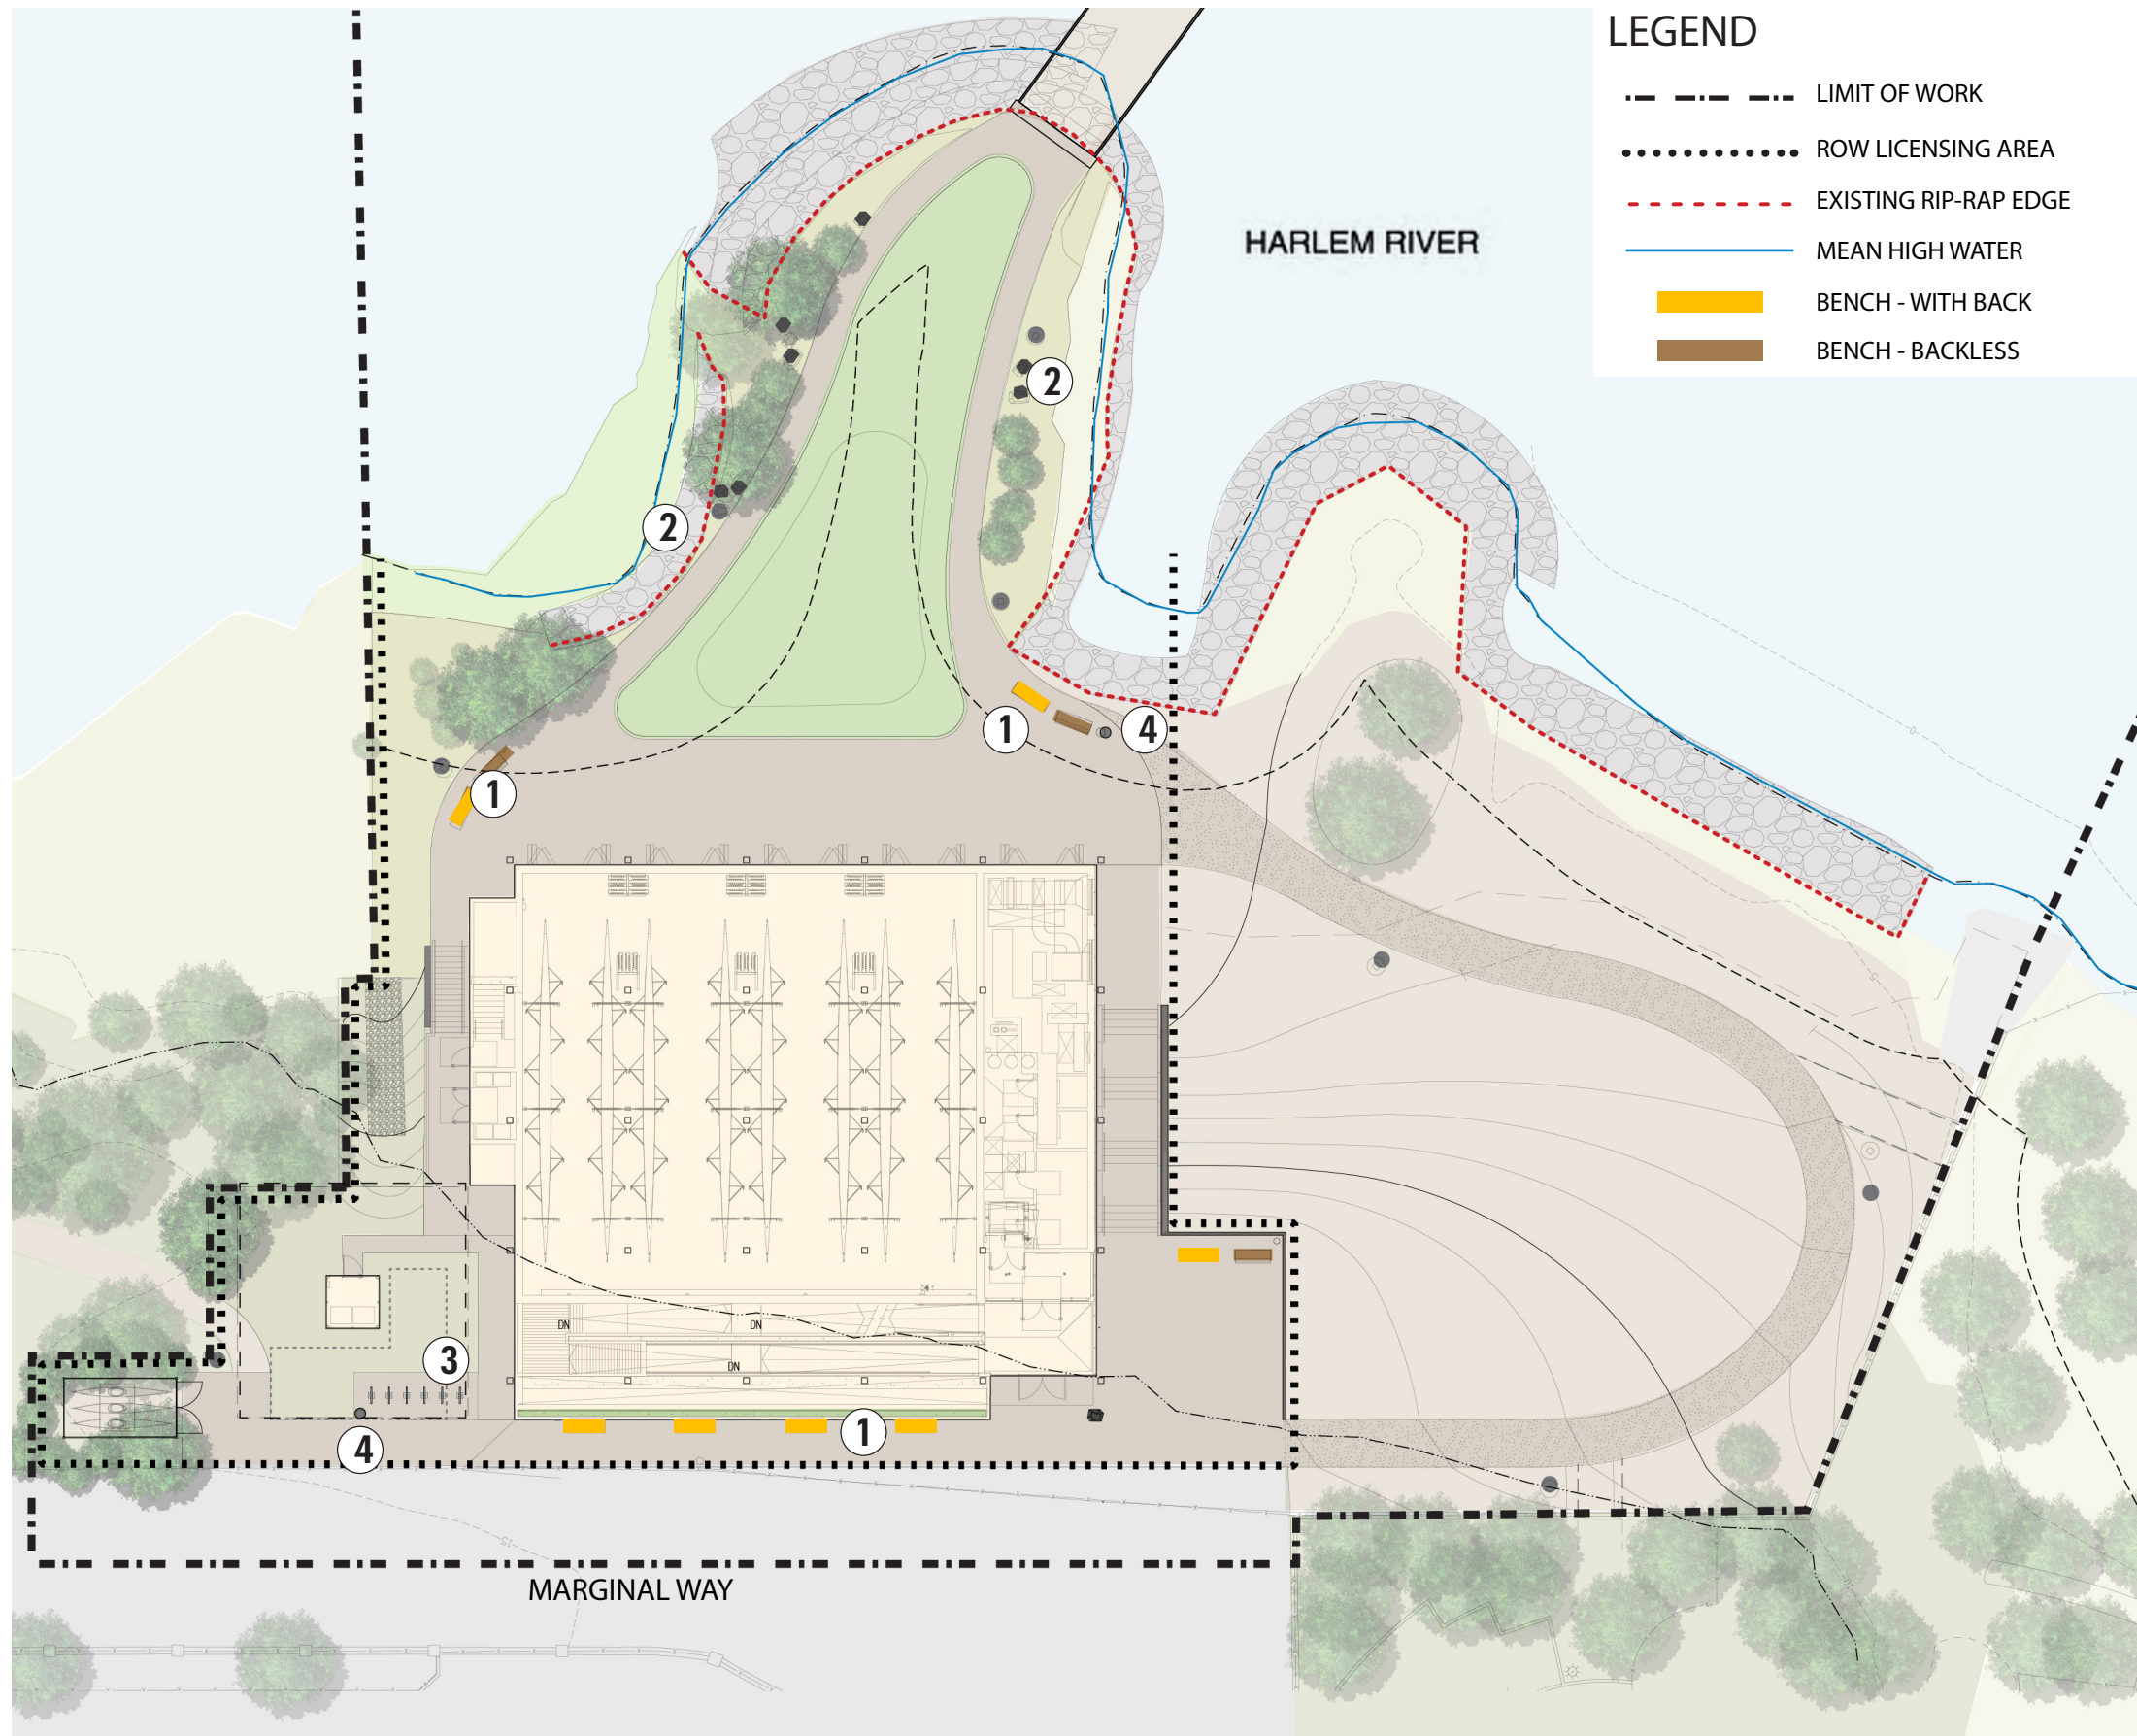 LEGEND
LIMIT OF WORK
ROW LICENSING AREA
EXISTING RIP-RAP EDGE
MEAN HIGH WATER
BENCH - WITH BACK
BENCH - BACKLESS
HARLEM RIVER
2
2
1
4
1
DN
DN
DN
3
1
4
MARGINAL WAY